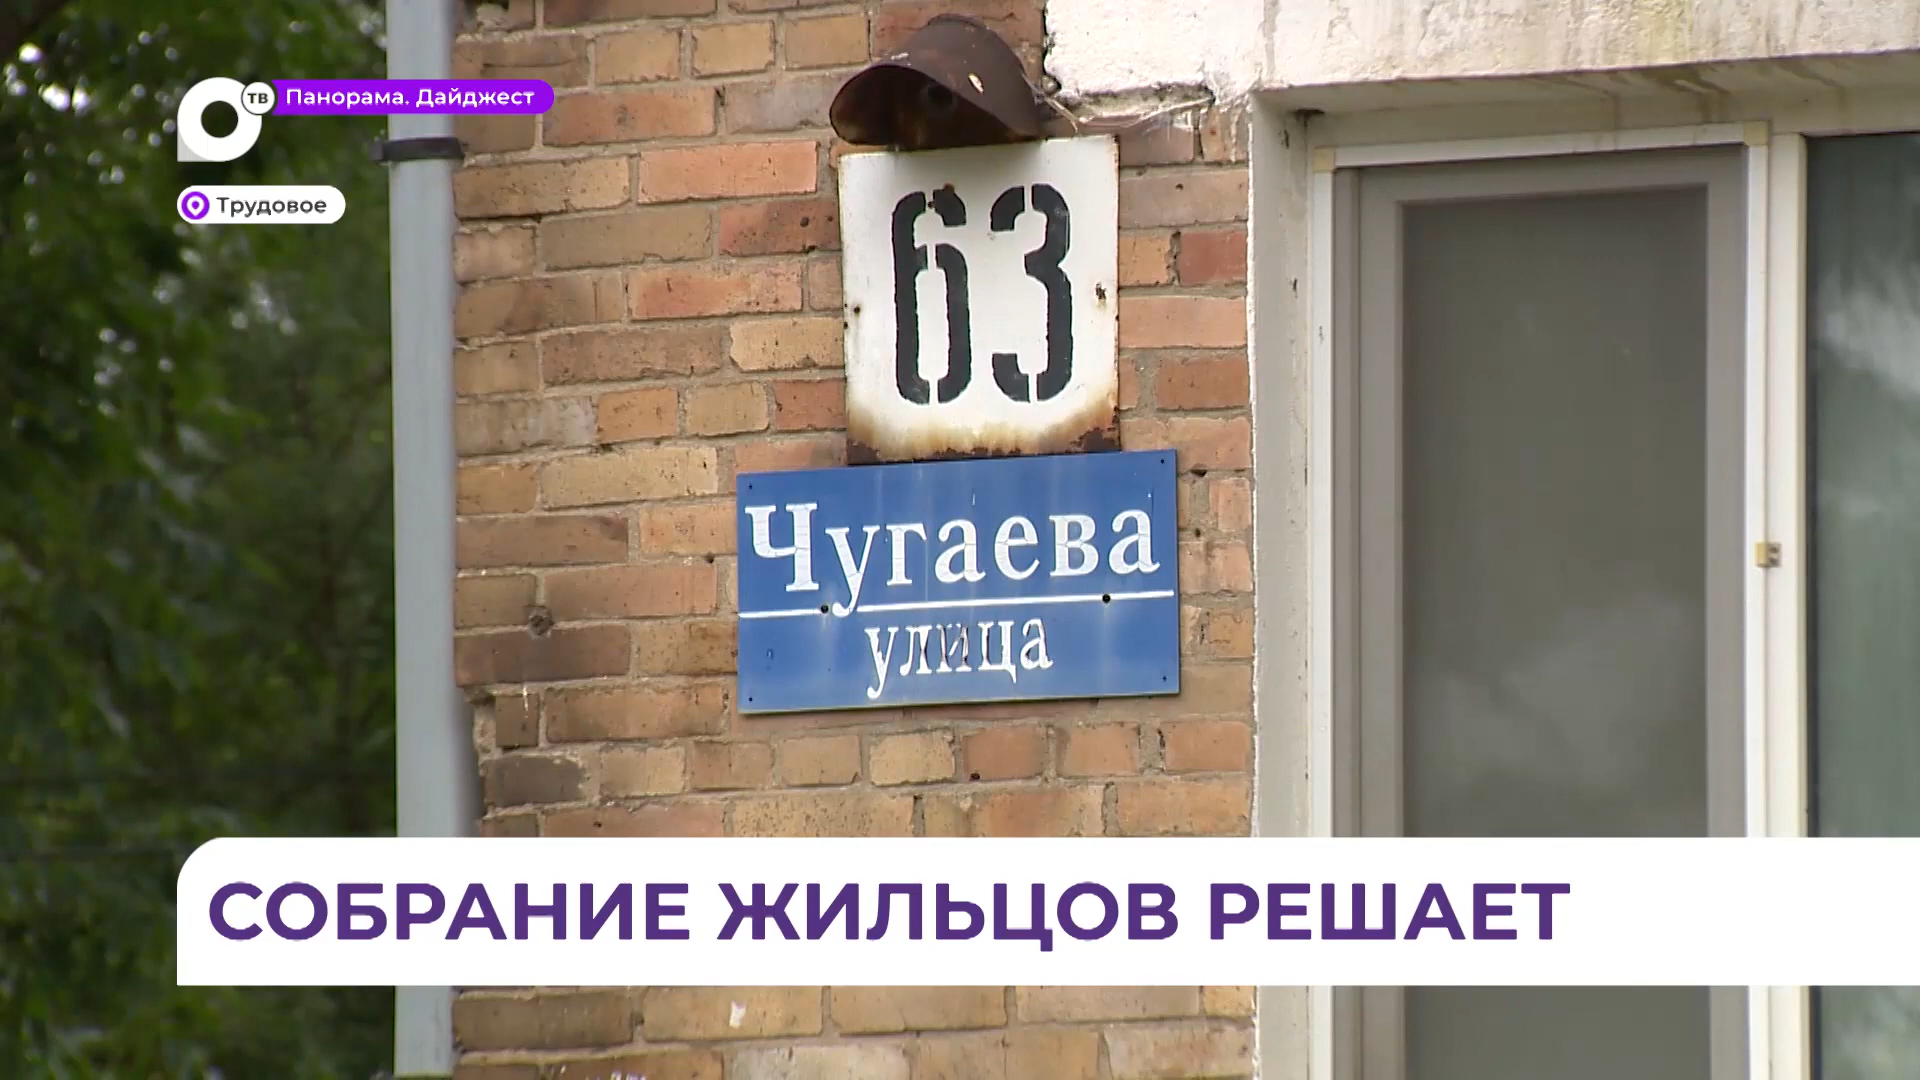 ТВ Панорама. Дайджест
Трудовое
63
Чугаева
улица
СОБРАНИЕ ЖИЛЬЦОВ РЕШАЕТ